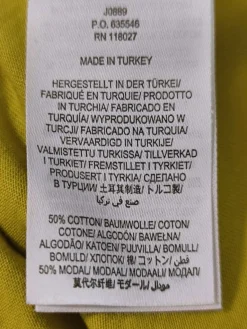 J0889
P.O. 635546
RN 118027
MADE IN TURKEY
HERGESTELLT IN DER TÜRKEI/
FABRIQUÉ EN TURQUIE/ PRODOTTO
IN TURCHIA/ FABRICADO EN
TURQUÍA/ WYPRODUKOWANO W
TURCJI/ FABRICADO NA TURQUIA/
VERVAARDIGD IN TURKIJE/
VALMISTETTU TURKISSA/ TILLVERKAD
I TURKIET/ FREMSTILLET I TYRKIET/
PRODUSERT I TYRKIA/ СДЕЛАНО
В ТУРЦИИ/ 土耳其制造/ トルコ製/
صنع في تركيا
50% COTTON/ BAUMWOLLE/ COTON/
COTONE/ ALGODÓN/ BAWEŁNA/
ALGODÃO/ KATOEN/ PUUVILLA/ BOMULL/
BOMULD/ ХЛОПОК/ 棉/ コットン/ قطن
50% MODAL/ MODAAL/ MODAALI/ МОДАЛ/
莫代尔纤维/ モダール/ مودال